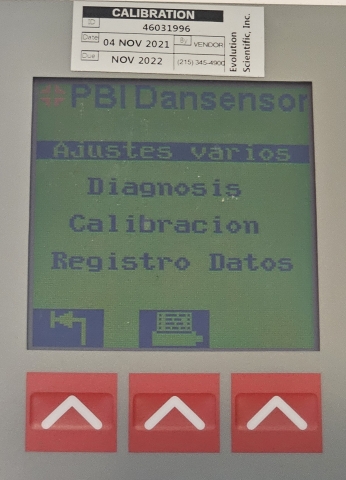 CALIBRATION
ID 46031996
Date 04 NOV 2021 By VENDOR
Due NOV 2022 (215) 345-4900
Evolution
Scientific, Inc.
PBI Dansensor
Ajustes varios
Diagnosis
Calibracion
Registro Datos